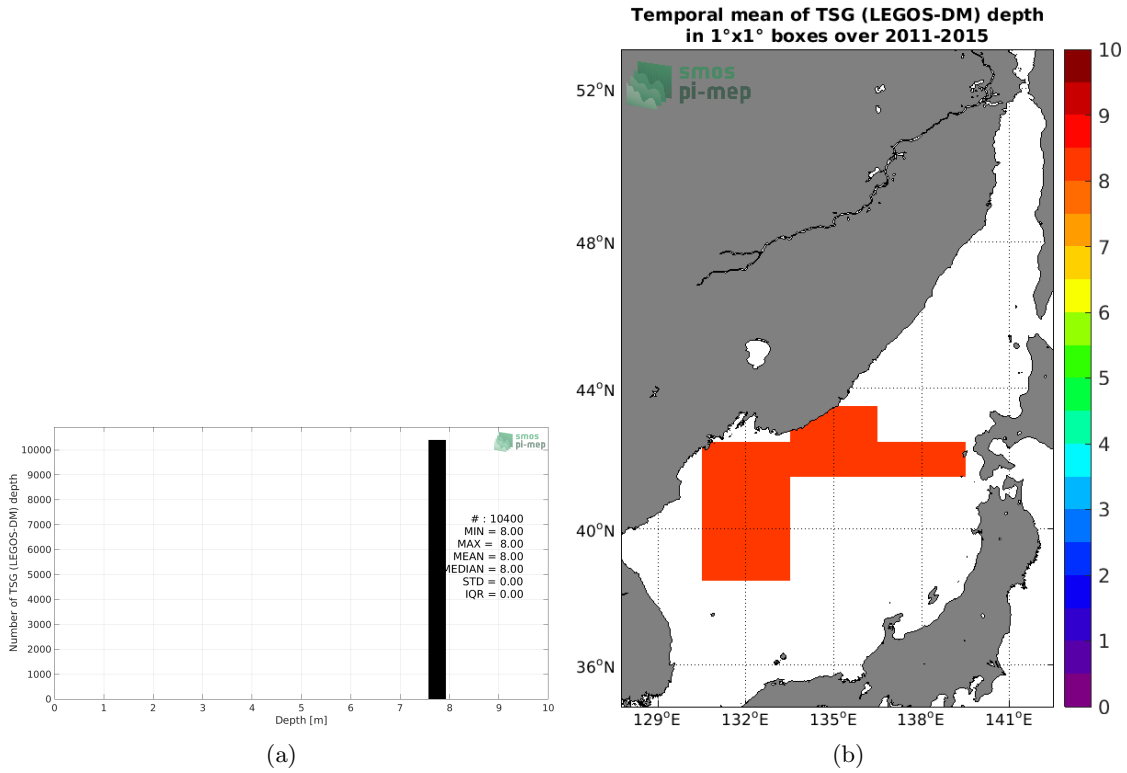 Number of TSG (LEGOS-DM) depth
10000
9000
8000
7000
6000
5000
4000
3000
2000
1000
0
smos
pi-mep
# : 10400
MIN = 8.00
MAX = 8.00
MEAN = 8.00
MEDIAN = 8.00
STD = 0.00
IQR = 0.00
0 1 2 3 4 5 6 7 8 9 10
Depth [m]
(a)
Temporal mean of TSG (LEGOS-DM) depth
in 1°x1° boxes over 2011-2015
smos
pi-mep
52°N
48°N
44°N
40°N
36°N
129°E 132°E 135°E 138°E 141°E
10
9
8
7
6
5
4
3
2
1
0
(b)